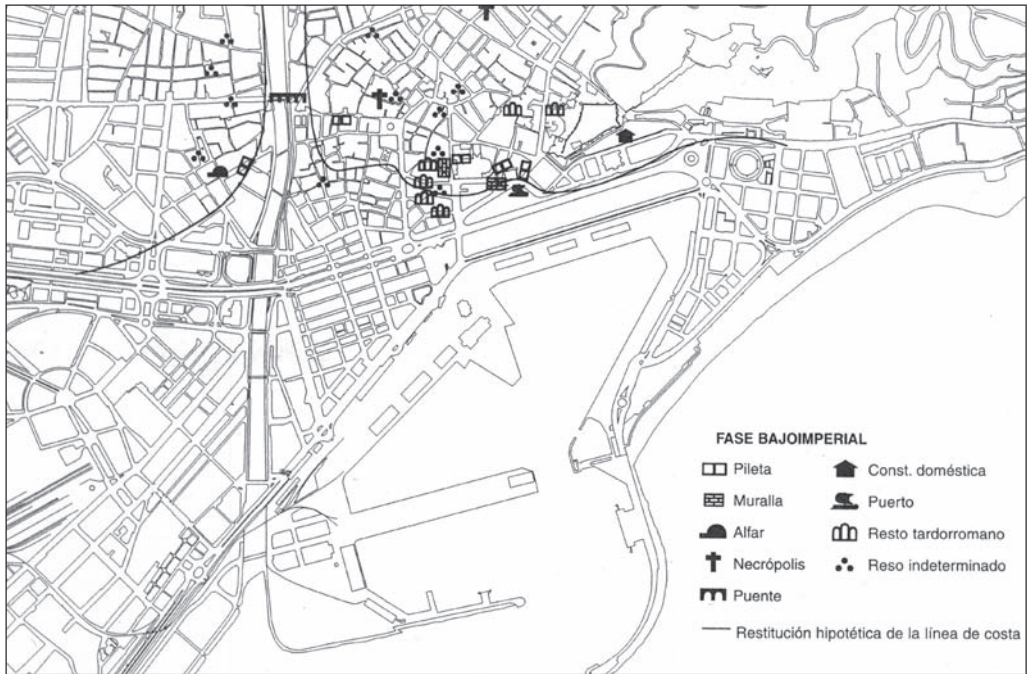 FASE BAJOIMPERIAL
Pileta
Muralla
Alfar
Necrópolis
Puente
Const. doméstica
Puerto
Resto tardorromano
Reso indeterminado
Restitución hipotética de la línea de costa